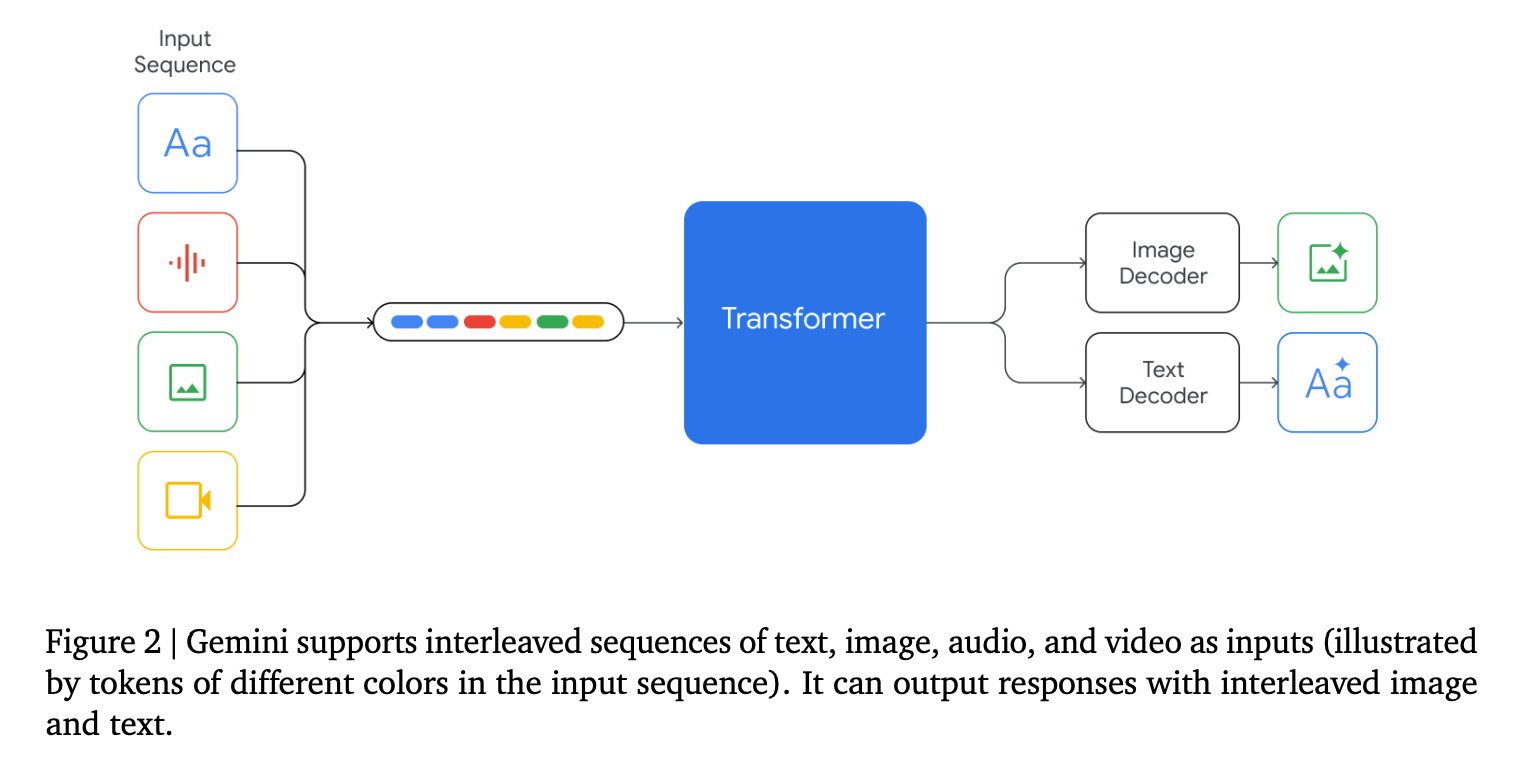 Input
Sequence
Aa
Transformer
Image
Decoder
Text
Decoder
Aa
Figure 2 | Gemini supports interleaved sequences of text, image, audio, and video as inputs (illustrated
by tokens of different colors in the input sequence). It can output responses with interleaved image
and text.